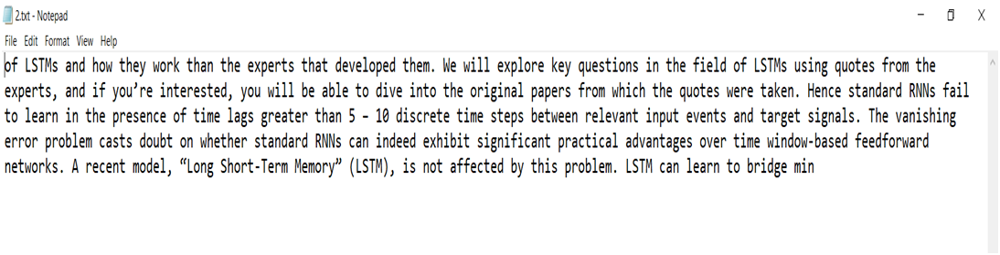 2.txt - Notepad
File Edit Format View Help
of LSTMs and how they work than the experts that developed them. We will explore key questions in the field of LSTMs using quotes from the
experts, and if you’re interested, you will be able to dive into the original papers from which the quotes were taken. Hence standard RNNs fail
to learn in the presence of time lags greater than 5 – 10 discrete time steps between relevant input events and target signals. The vanishing
error problem casts doubt on whether standard RNNs can indeed exhibit significant practical advantages over time window-based feedforward
networks. A recent model, “Long Short-Term Memory” (LSTM), is not affected by this problem. LSTM can learn to bridge min